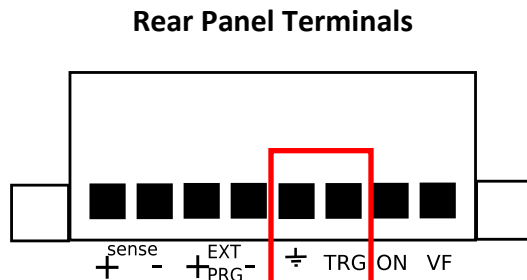 Rear Panel Terminals
sense EXT
+ - + PRG - ⏚ TRG ON VF